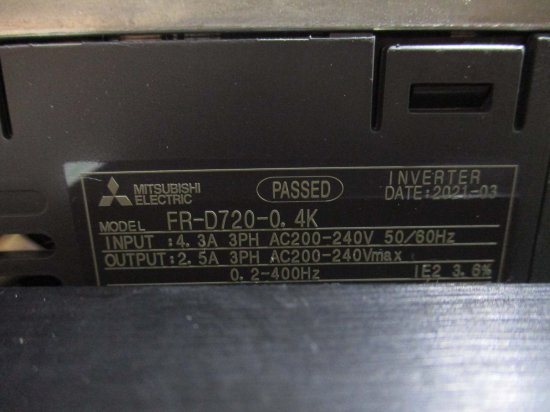 MITSUBISHI
ELECTRIC
PASSED
INVERTER
DATE:2021-03
MODEL FR-D720-0.4K
INPUT :4.3A 3PH AC200-240V 50/60Hz
OUTPUT:2.5A 3PH AC200-240Vmax
0.2-400Hz IE2 3.6%